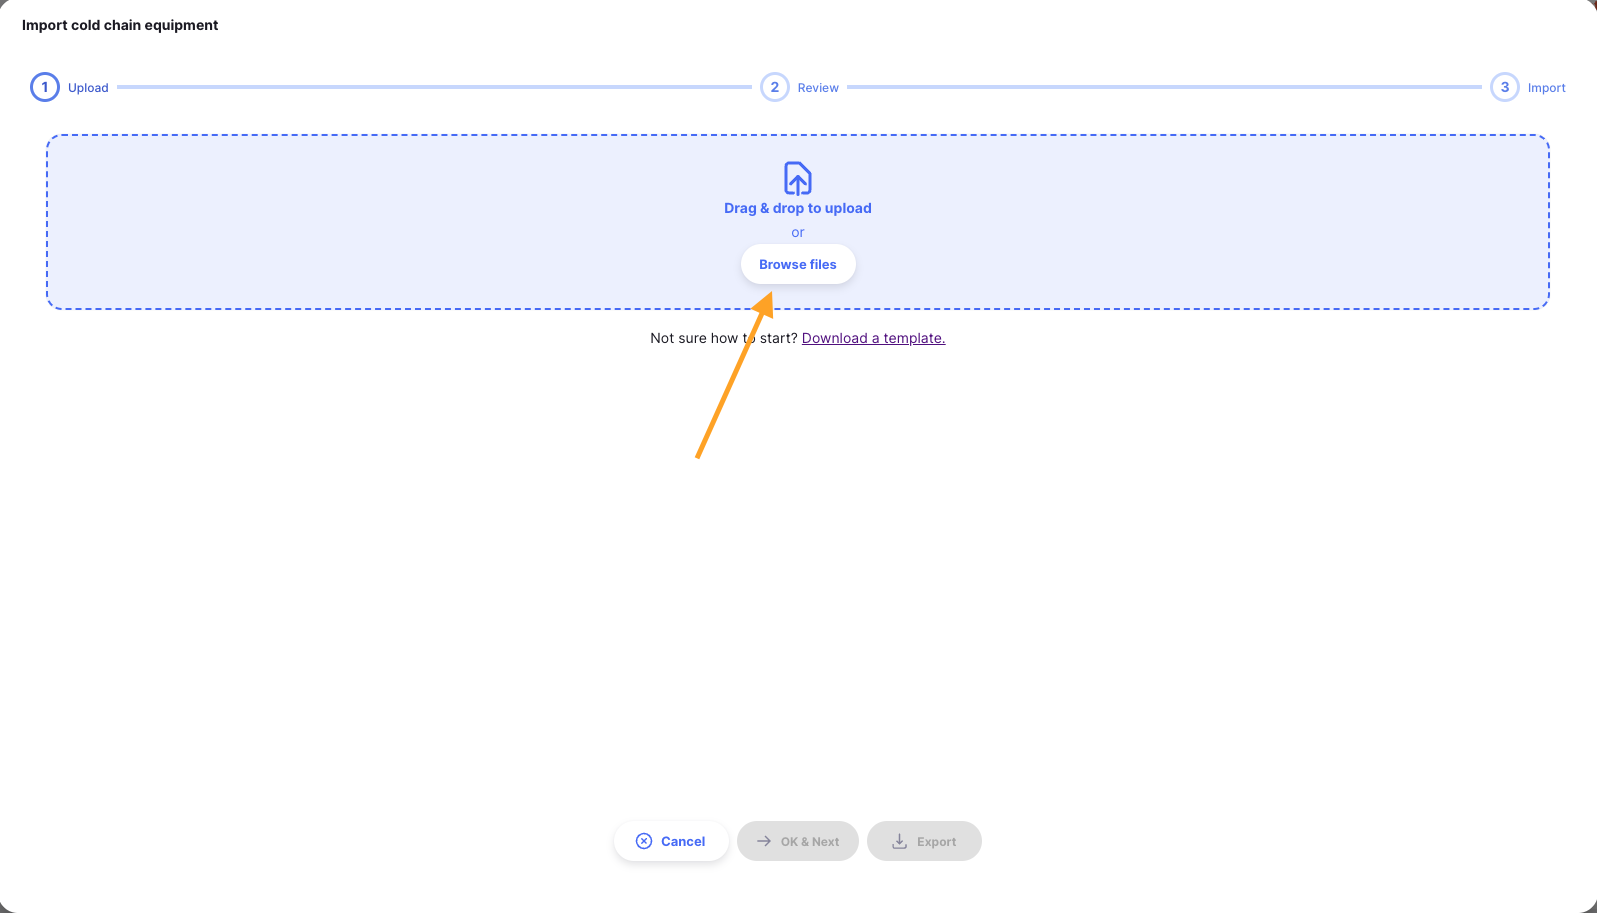 Import cold chain equipment
1 Upload 2 Review 3 Import
Drag & drop to upload
or
Browse files
Not sure how to start? Download a template.
Cancel OK & Next Export